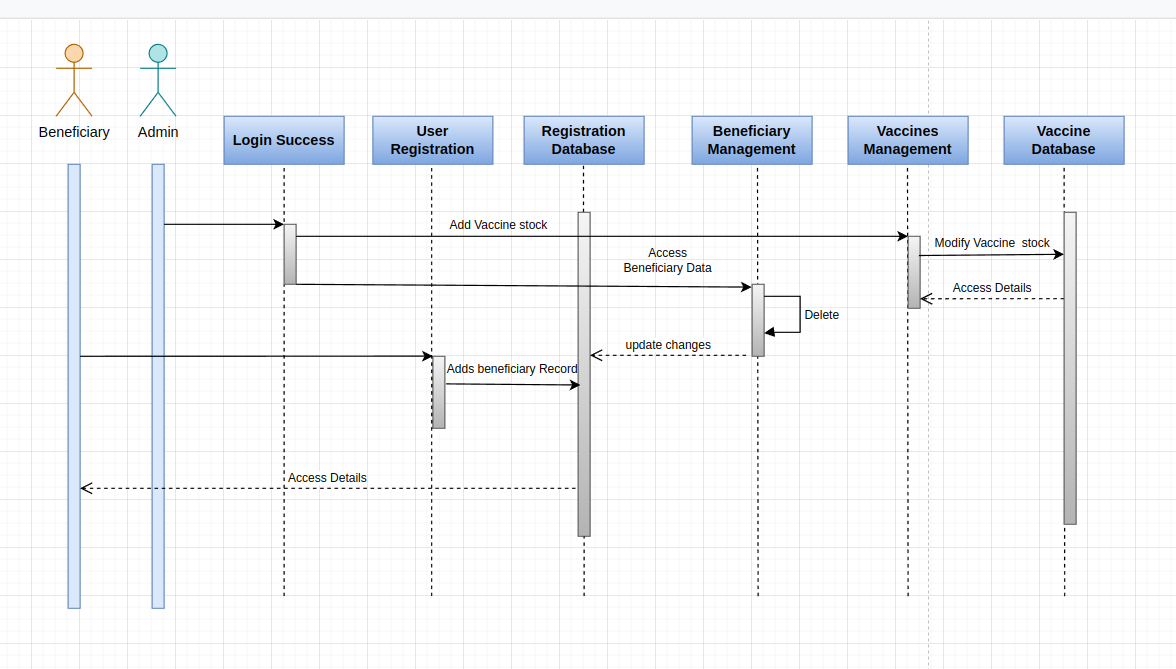 Beneficiary
Admin
Login Success
User
Registration
Registration
Database
Beneficiary
Management
Vaccines
Management
Vaccine
Database
Add Vaccine stock
Modify Vaccine  stock
Access
Beneficiary Data
Access Details
Delete
update changes
Adds beneficiary Record
Access Details